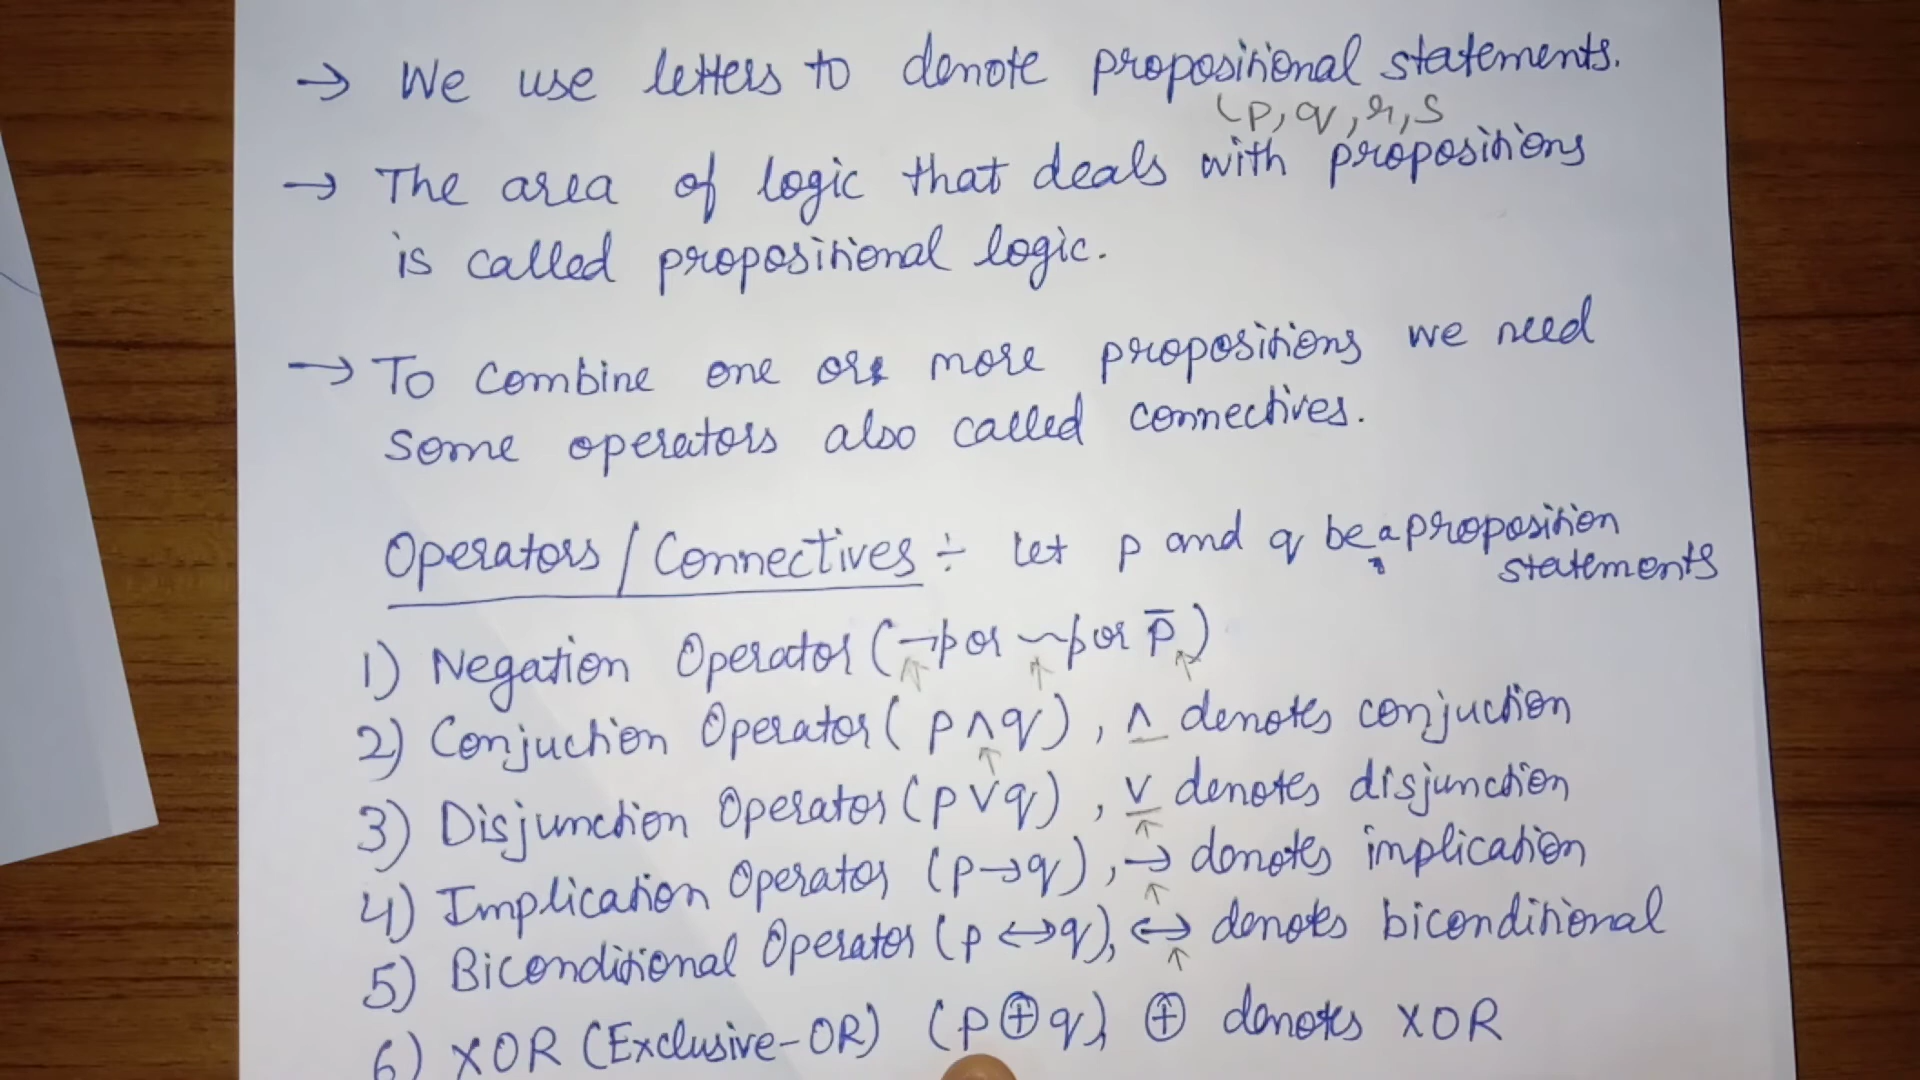 → We use letters to denote propositional statements.
(p, q, r, s
→ The area of logic that deals with propositions
is called propositional logic.
→ To combine one or more propositions we need
some operators also called connectives.
Operators / Connectives ÷ Let p and q be a proposition
statements
1) Negation Operator (¬p or ~p or p̅)
2) Conjuction Operator (p ∧ q), ∧ denotes conjuction
3) Disjunction Operator (p ∨ q), ∨ denotes disjunction
4) Implication Operator (p → q), → denotes implication
5) Biconditional Operator (p ↔ q), ↔ denotes biconditional
6) XOR (Exclusive-OR) (p ⊕ q), ⊕ denotes XOR